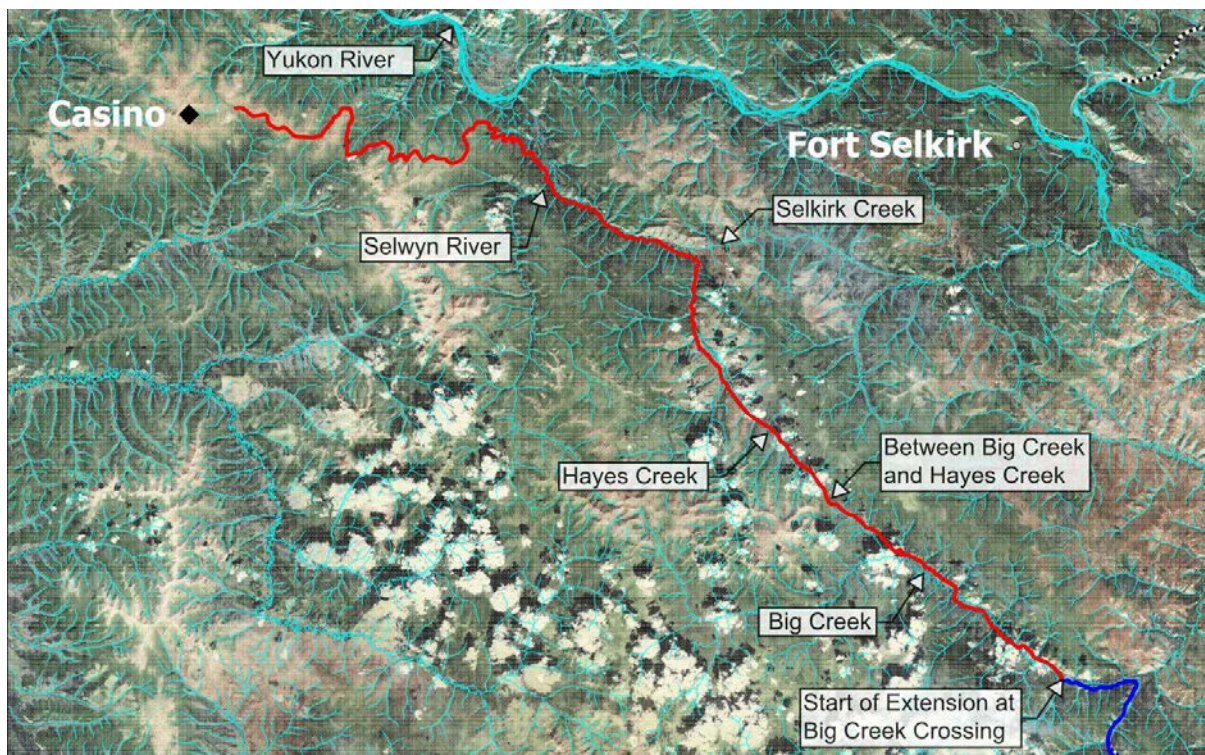 Yukon River
Casino
Fort Selkirk
Selkirk Creek
Selwyn River
Between Big Creek
and Hayes Creek
Hayes Creek
Big Creek
Start of Extension at
Big Creek Crossing